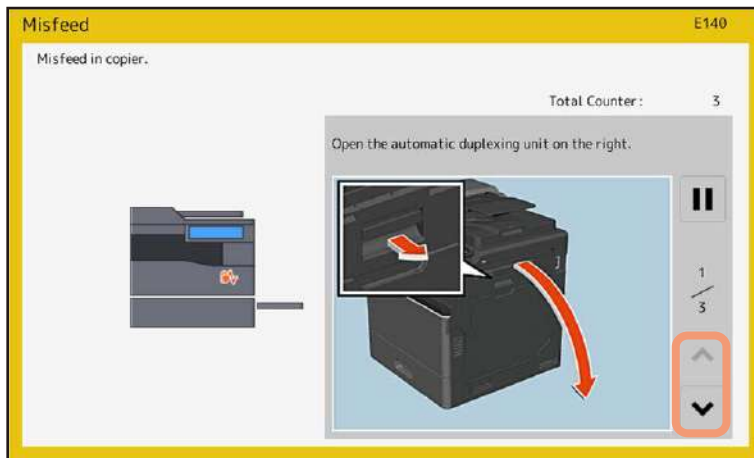 Misfeed
E140
Misfeed in copier.
Total Counter: 3
Open the automatic duplexing unit on the right.
1
3